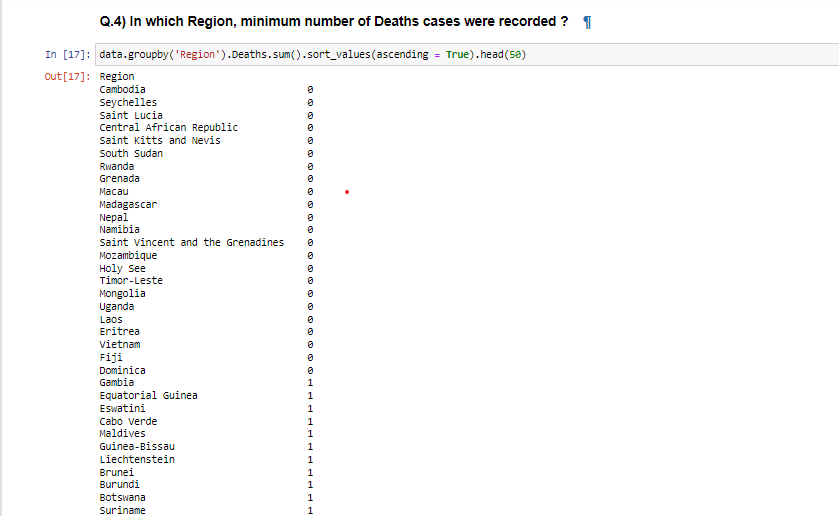 Q.4) In which Region, minimum number of Deaths cases were recorded ? ¶
In [17]: data.groupby('Region').Deaths.sum().sort_values(ascending = True).head(50)
Out[17]: Region
Cambodia 0
Seychelles 0
Saint Lucia 0
Central African Republic 0
Saint Kitts and Nevis 0
South Sudan 0
Rwanda 0
Grenada 0
Macau 0
Madagascar 0
Nepal 0
Namibia 0
Saint Vincent and the Grenadines 0
Mozambique 0
Holy See 0
Timor-Leste 0
Mongolia 0
Uganda 0
Laos 0
Eritrea 0
Vietnam 0
Fiji 0
Dominica 0
Gambia 1
Equatorial Guinea 1
Eswatini 1
Cabo Verde 1
Maldives 1
Guinea-Bissau 1
Liechtenstein 1
Brunei 1
Burundi 1
Botswana 1
Suriname 1